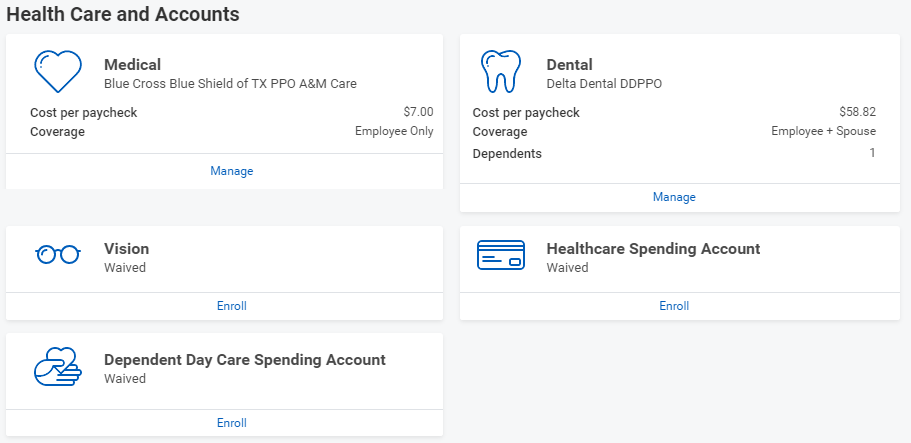 Health Care and Accounts
Medical
Blue Cross Blue Shield of TX PPO A&M Care
Cost per paycheck $7.00
Coverage Employee Only
Manage
Dental
Delta Dental DDPPO
Cost per paycheck $58.82
Coverage Employee + Spouse
Dependents 1
Manage
Vision
Waived
Enroll
Healthcare Spending Account
Waived
Enroll
Dependent Day Care Spending Account
Waived
Enroll